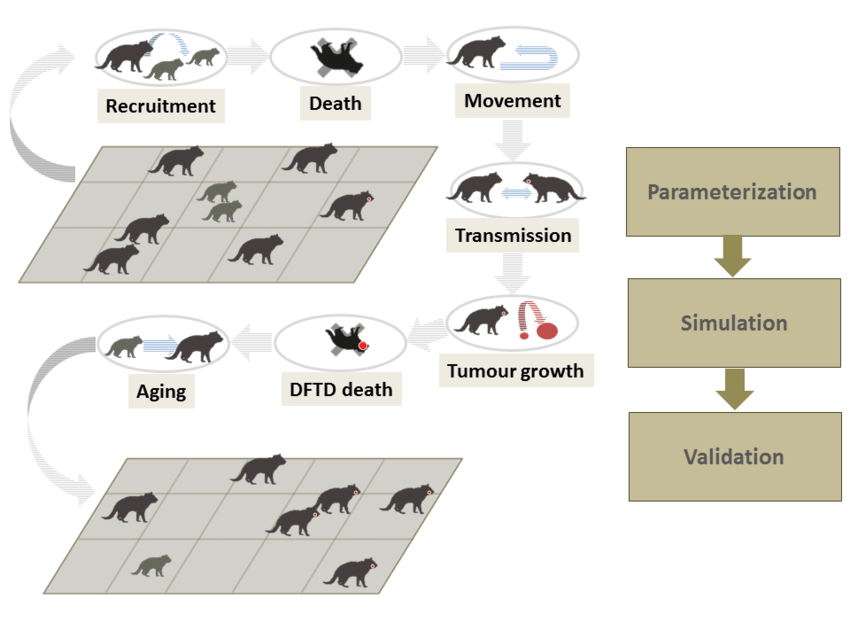 Recruitment
Death
Movement
Transmission
Tumour growth
DFTD death
Aging
Parameterization
Simulation
Validation